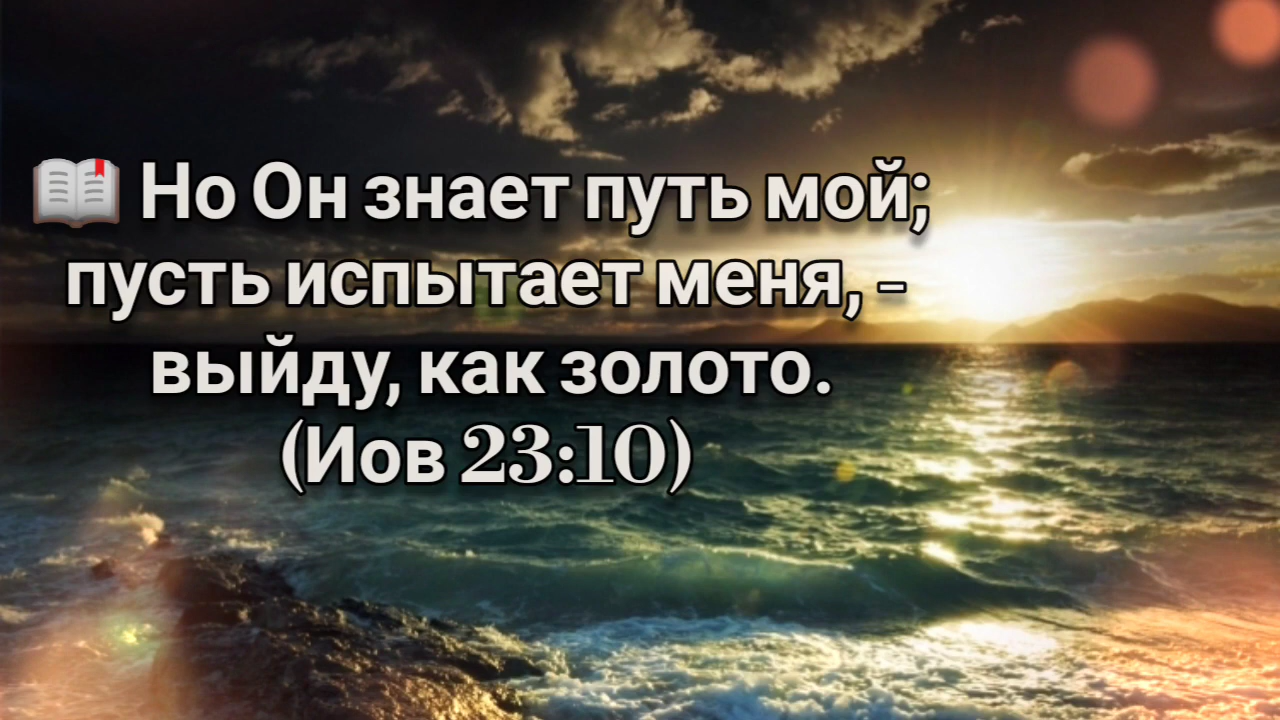 📖 Но Он знает путь мой;
пусть испытает меня, -
выйду, как золото.
(Иов 23:10)